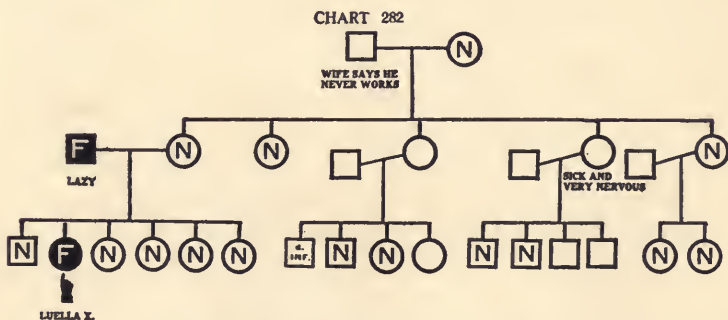 CHART 282
N
WIFE SAYS HE
NEVER WORKS
F N N N
LAZY
SICK AND
VERY NERVOUS
N F N N N N d. INF. N N N N N N
LUELLA X.